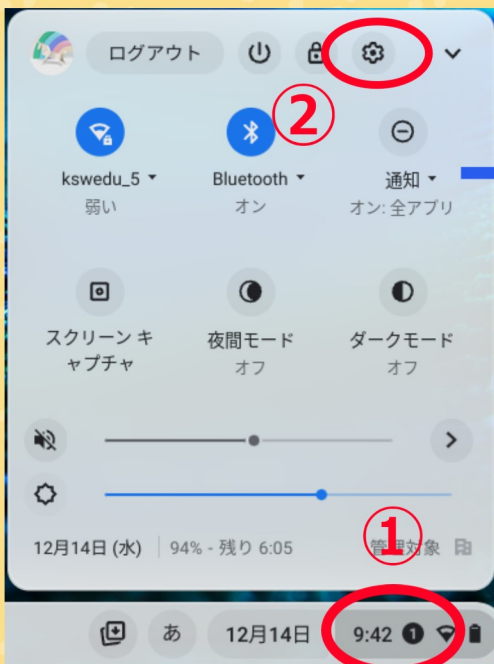 ログアウト
②
kswedu_5
Bluetooth
通知
弱い
オン
オン: 全アプリ
スクリーン キ
ャプチャ
夜間モード
オフ
ダークモード
オフ
①
12月14日 (水)
94% - 残り 6:05
管理対象
あ
12月14日
9:42
1